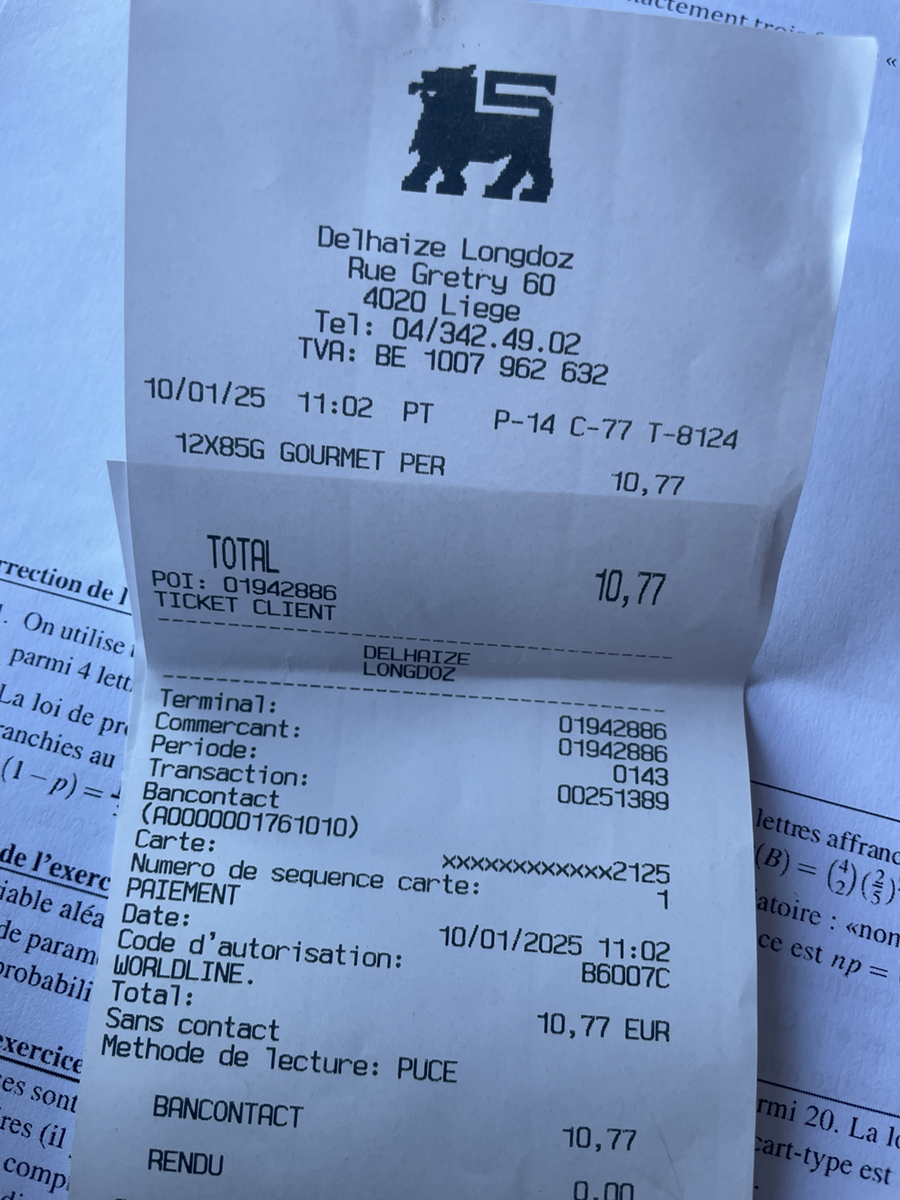 Delhaize Longdoz
Rue Gretry 60
4020 Liege
Tel: 04/342.49.02
TVA: BE 1007 962 632
10/01/25 11:02 PT P-14 C-77 T-8124
12X85G GOURMET PER 10,77
TOTAL 10,77
POI: 01942886
TICKET CLIENT
DELHAIZE
LONGDOZ
Terminal: 01942886
Commercant: 01942886
Periode: 0143
Transaction: 00251389
Bancontact
(A0000001761010)
Carte: xxxxxxxxxxxxx2125
Numero de sequence carte: 1
PAIEMENT
Date: 10/01/2025 11:02
Code d'autorisation: B6007C
WORLDLINE.
Total: 10,77 EUR
Sans contact
Methode de lecture: PUCE
BANCONTACT 10,77
RENDU 0.00
On utilise
parmi 4 lett
La loi de pr
anchies au
(1 − p) =
de l'exerc
iable aléa
de param
probabili
exercice
es sont
res (il
comp
lettres affranc
(B) = (4 2)(2/5)
atoire : «non
ce est np =
rmi 20. La lo
cart-type est